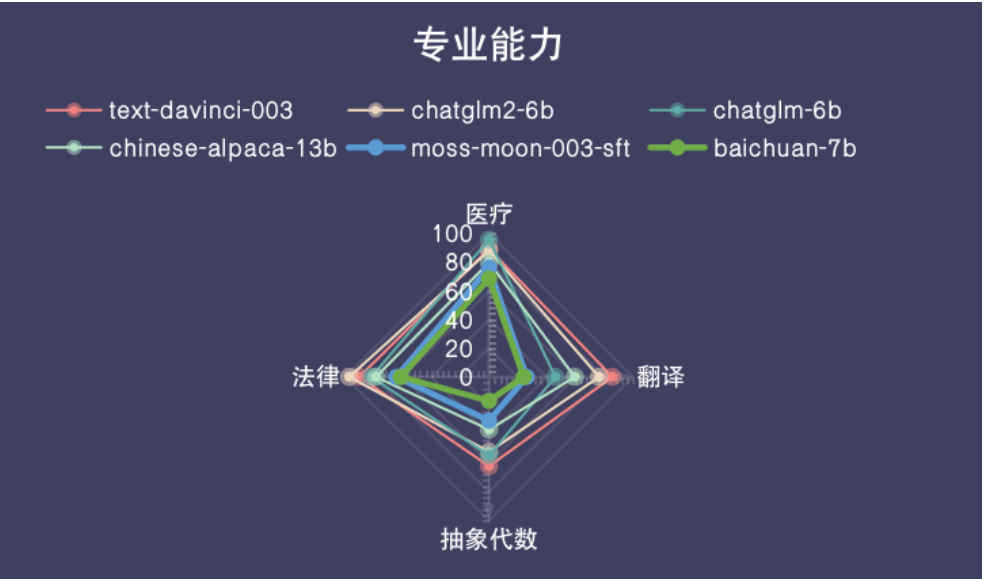 专业能力
text-davinci-003 chatglm2-6b chatglm-6b
chinese-alpaca-13b moss-moon-003-sft baichuan-7b
医疗
100
80
60
40
20
法律 0 翻译
抽象代数